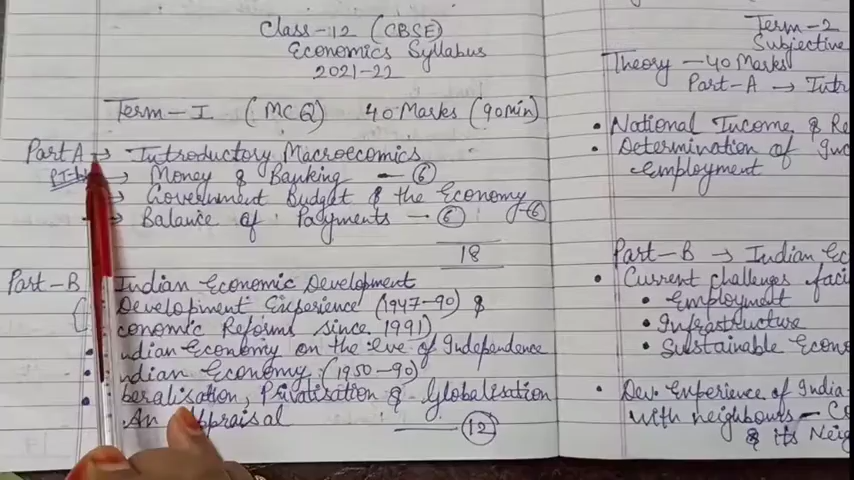 Class-12 (CBSE)
Economics Syllabus
2021-22
Term-I (MCQ) 40 Marks (90min)
Part A → Introductory Macroecomics
→ Money & Banking - 6
→ Government Budget & the Economy - 6
→ Balance of Payments - 6
18
Part-B Indian Economic Development
Development Experience (1947-90) &
conomic Reforms since 1991)
ndian Economy on the eve of Independence
ndian Economy (1950-90)
beralisation, Privatisation & Globalisation
An Appraisal
12
Term-2
Subjective
Theory - 40 Marks
Part-A → Intr
• National Income & Re
• Determination of Inc
Employment
Part-B → Indian Ec
• Current challenges faci
• Employment
• Infrastructure
• Sustainable Econo
• Dev. Experience of India
with neighbours - Co
& its Neig